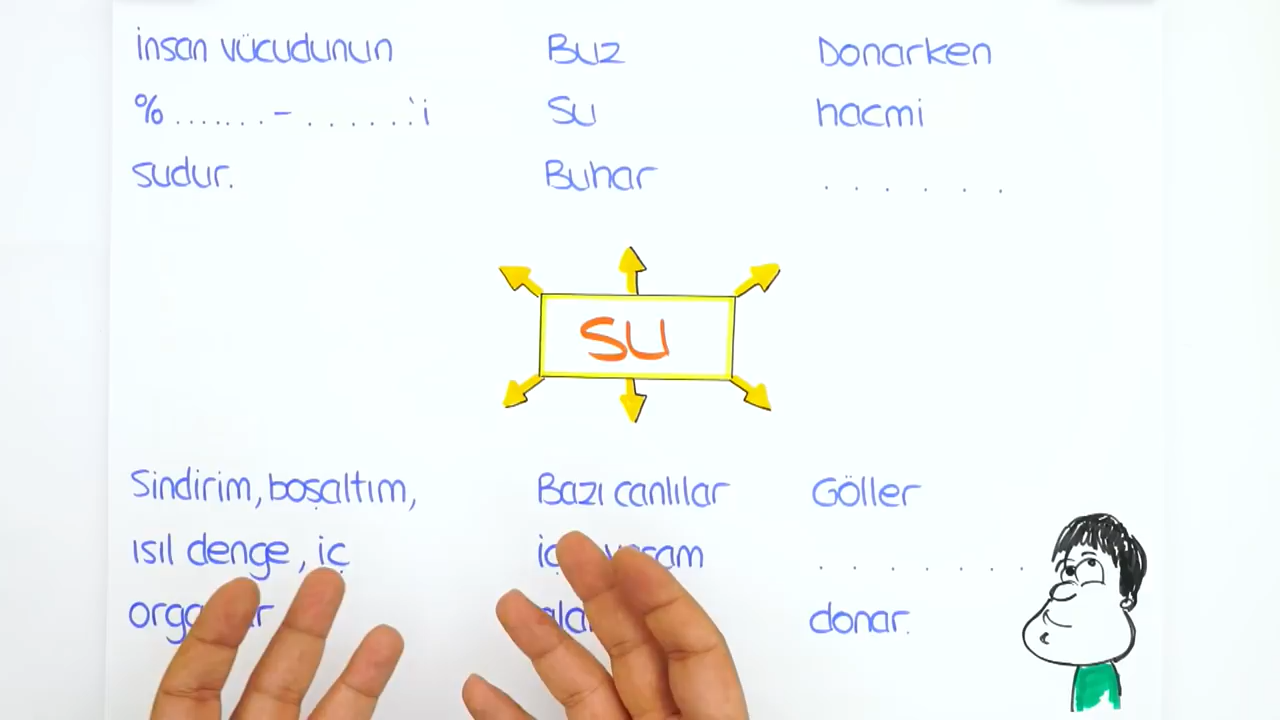 İnsan vücudunun
% ....... - ......'i
sudur.
Buz
Su
Buhar
Donarken
hacmi
. . . . . .
SU
Sindirim, boşaltım,
ısıl denge, iç
Bazı canlılar
Göller
. . . . . . . .
donar.